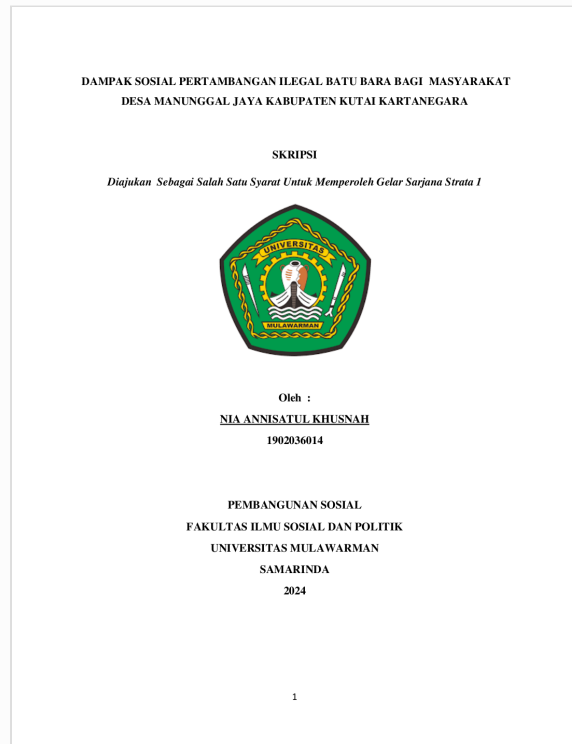 DAMPAK SOSIAL PERTAMBANGAN ILEGAL BATU BARA BAGI  MASYARAKAT
DESA MANUNGGAL JAYA KABUPATEN KUTAI KARTANEGARA
SKRIPSI
Diajukan  Sebagai Salah Satu Syarat Untuk Memperoleh Gelar Sarjana Strata 1
UNIVERSITAS
MULAWARMAN
Oleh  :
NIA ANNISATUL KHUSNAH
1902036014
PEMBANGUNAN SOSIAL
FAKULTAS ILMU SOSIAL DAN POLITIK
UNIVERSITAS MULAWARMAN
SAMARINDA
2024
1